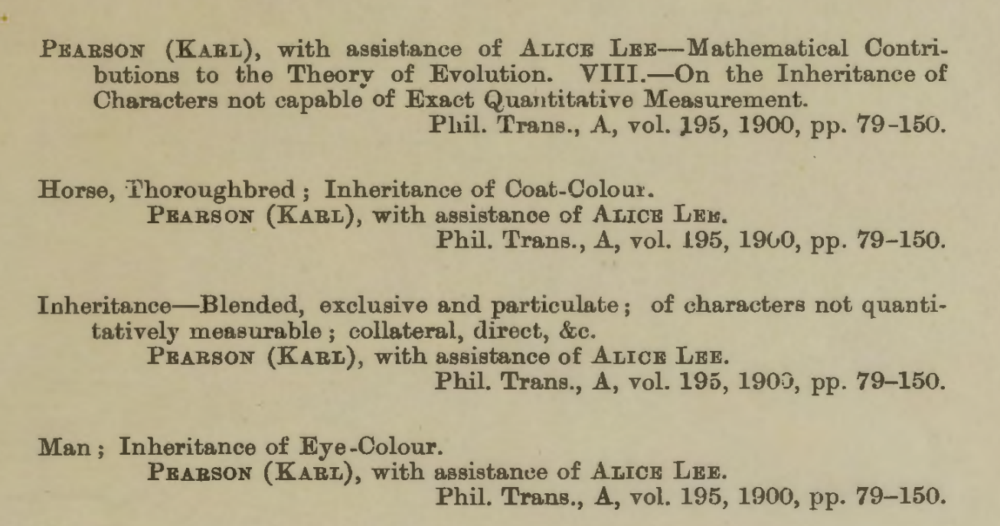 PEARSON (KARL), with assistance of ALICE LEE—Mathematical Contri-
butions to the Theory of Evolution. VIII.—On the Inheritance of
Characters not capable of Exact Quantitative Measurement.
Phil. Trans., A, vol. 195, 1900, pp. 79-150.
Horse, Thoroughbred; Inheritance of Coat-Colour.
PEARSON (KARL), with assistance of ALICE LEE.
Phil. Trans., A, vol. 195, 1900, pp. 79–150.
Inheritance—Blended, exclusive and particulate; of characters not quanti-
tatively measurable; collateral, direct, &c.
PEARSON (KARL), with assistance of ALICE LEE.
Phil. Trans., A, vol. 195, 1900, pp. 79–150.
Man; Inheritance of Eye-Colour.
PEARSON (KARL), with assistance of ALICE LEE.
Phil. Trans., A, vol. 195, 1900, pp. 79–150.